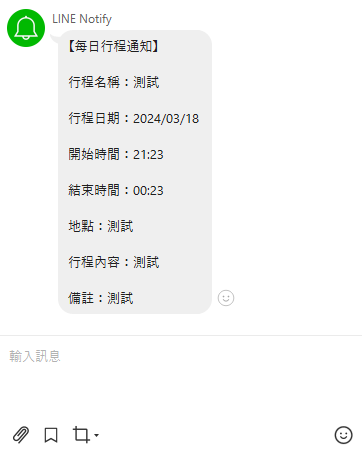 LINE Notify
【每日行程通知】
行程名稱：測試
行程日期：2024/03/18
開始時間：21:23
結束時間：00:23
地點：測試
行程內容：測試
備註：測試
輸入訊息